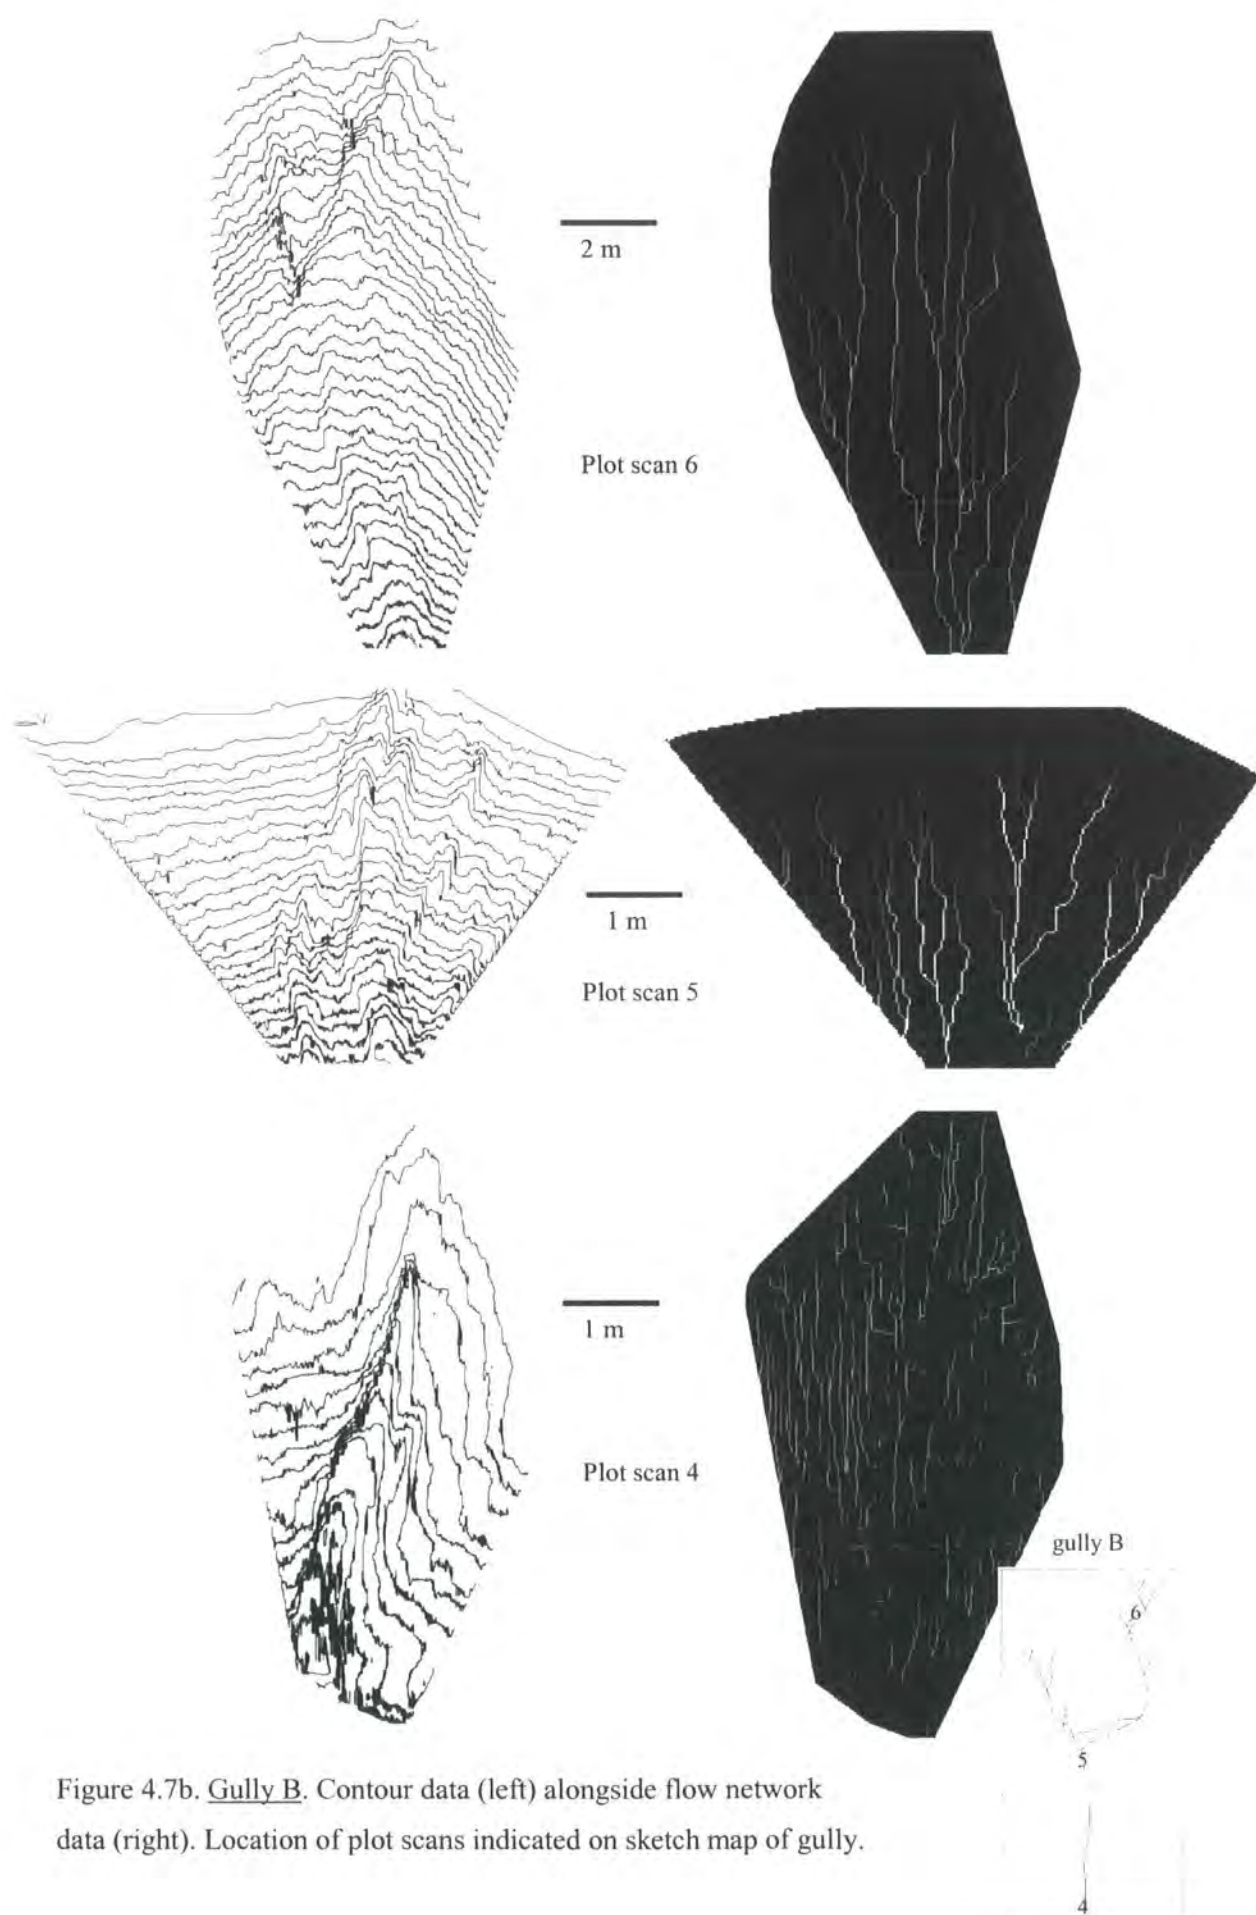 2 m
Plot scan 6
1 m
Plot scan 5
1 m
Plot scan 4
gully B
6
5
4
Figure 4.7b. Gully B. Contour data (left) alongside flow network
data (right). Location of plot scans indicated on sketch map of gully.